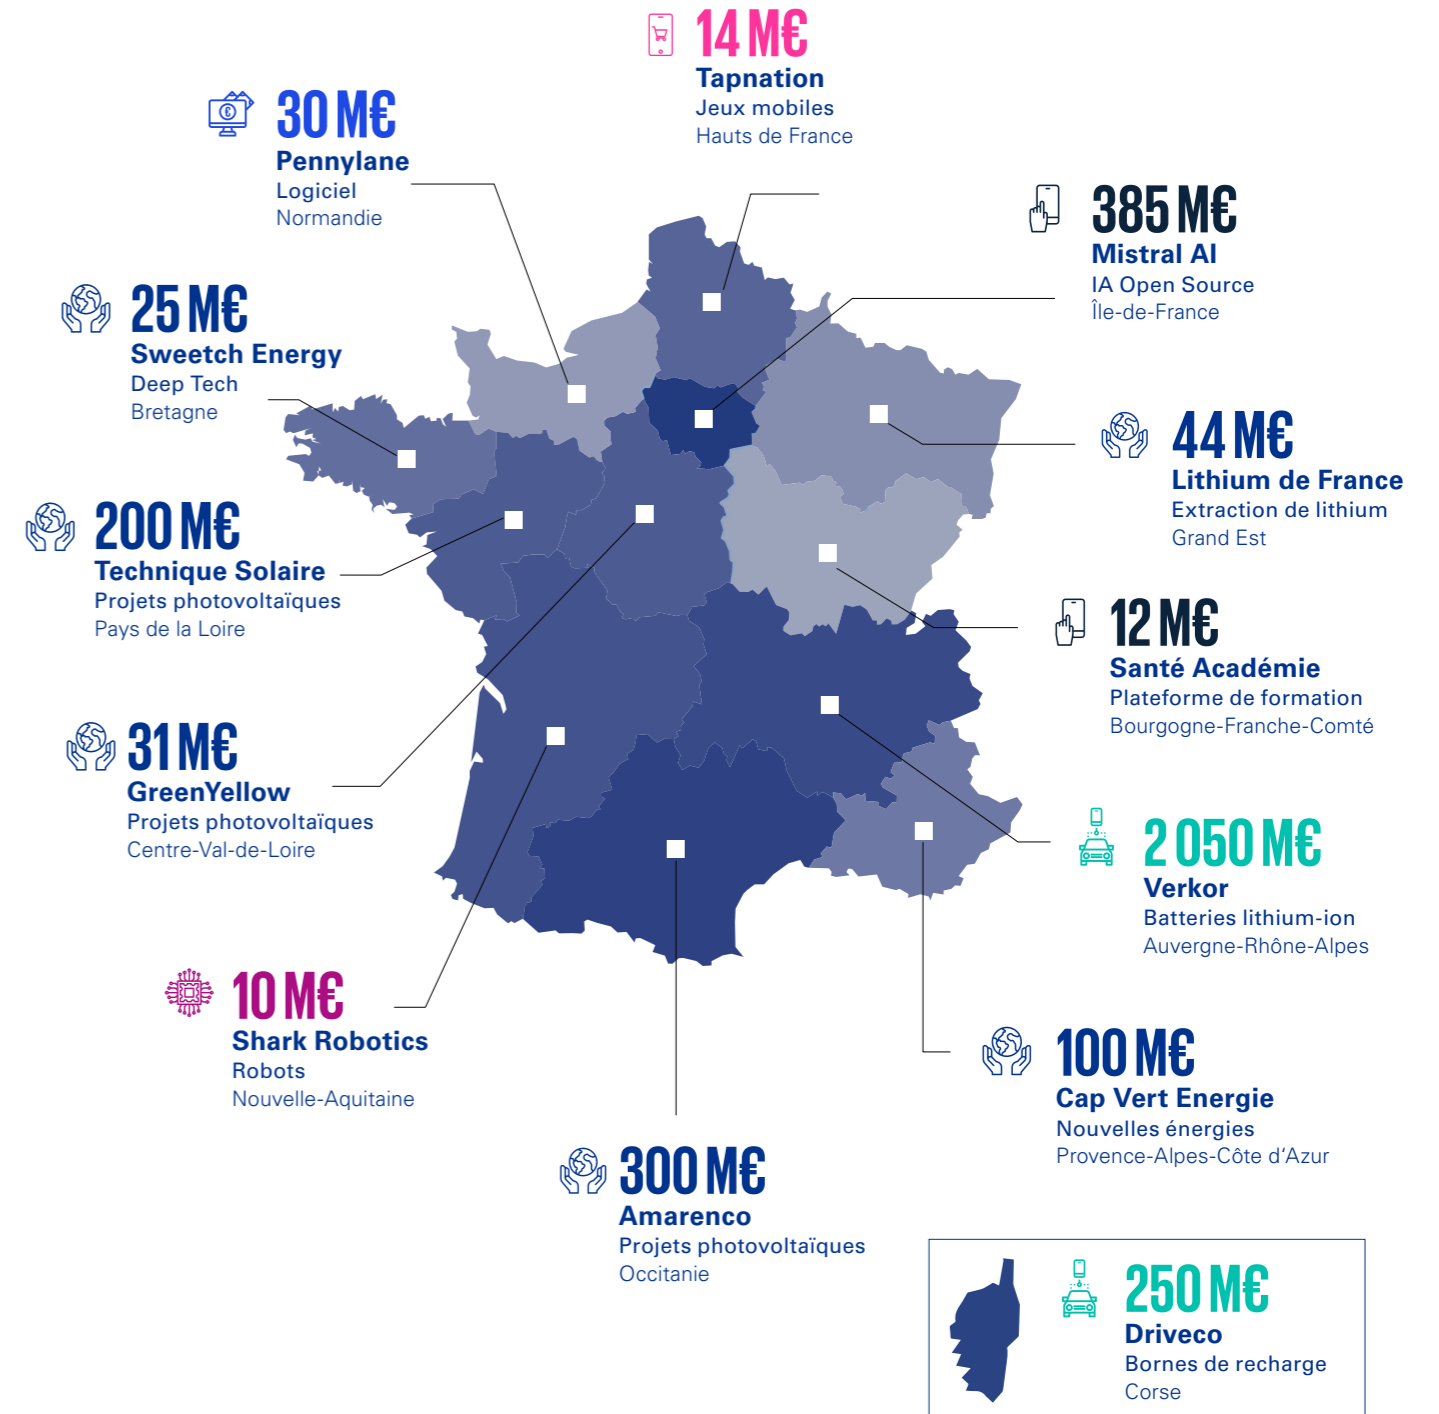 14 M€
Tapnation
Jeux mobiles
Hauts de France
30 M€
Pennylane
Logiciel
Normandie
385 M€
Mistral AI
IA Open Source
Île-de-France
25 M€
Sweetch Energy
Deep Tech
Bretagne
44 M€
Lithium de France
Extraction de lithium
Grand Est
200 M€
Technique Solaire
Projets photovoltaïques
Pays de la Loire
12 M€
Santé Académie
Plateforme de formation
Bourgogne-Franche-Comté
31 M€
GreenYellow
Projets photovoltaïques
Centre-Val-de-Loire
2 050 M€
Verkor
Batteries lithium-ion
Auvergne-Rhône-Alpes
10 M€
Shark Robotics
Robots
Nouvelle-Aquitaine
100 M€
Cap Vert Energie
Nouvelles énergies
Provence-Alpes-Côte d‘Azur
300 M€
Amarenco
Projets photovoltaïques
Occitanie
250 M€
Driveco
Bornes de recharge
Corse